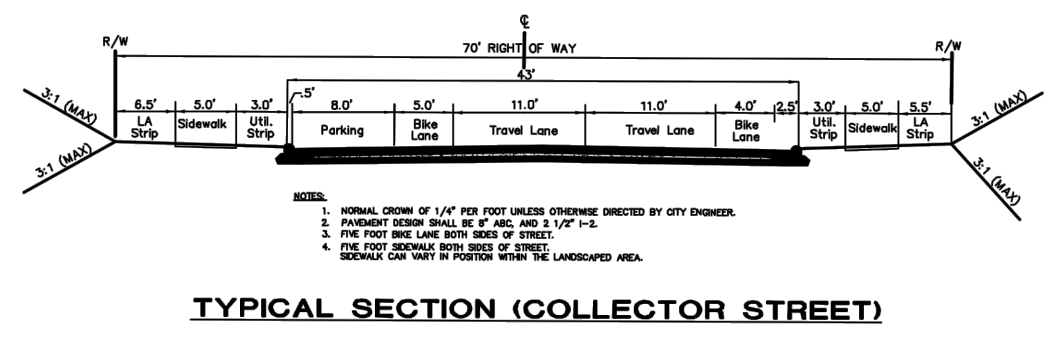 ℄
R/W
70' RIGHT OF WAY
R/W
43'
3:1 (MAX)
6.5'
5.0'
3.0'
.5'
8.0'
5.0'
11.0'
11.0'
4.0'
2.5'
3.0'
5.0'
5.5'
3:1 (MAX)
LA
Strip
Sidewalk
Util.
Strip
Parking
Bike
Lane
Travel Lane
Travel Lane
Bike
Lane
Util.
Strip
Sidewalk
LA
Strip
3:1 (MAX)
3:1 (MAX)
NOTES:
1. NORMAL CROWN OF 1/4" PER FOOT UNLESS OTHERWISE DIRECTED BY CITY ENGINEER.
2. PAVEMENT DESIGN SHALL BE 8" ABC, AND 2 1/2" I-2.
3. FIVE FOOT BIKE LANE BOTH SIDES OF STREET.
4. FIVE FOOT SIDEWALK BOTH SIDES OF STREET.
SIDEWALK CAN VARY IN POSITION WITHIN THE LANDSCAPED AREA.
TYPICAL SECTION (COLLECTOR STREET)